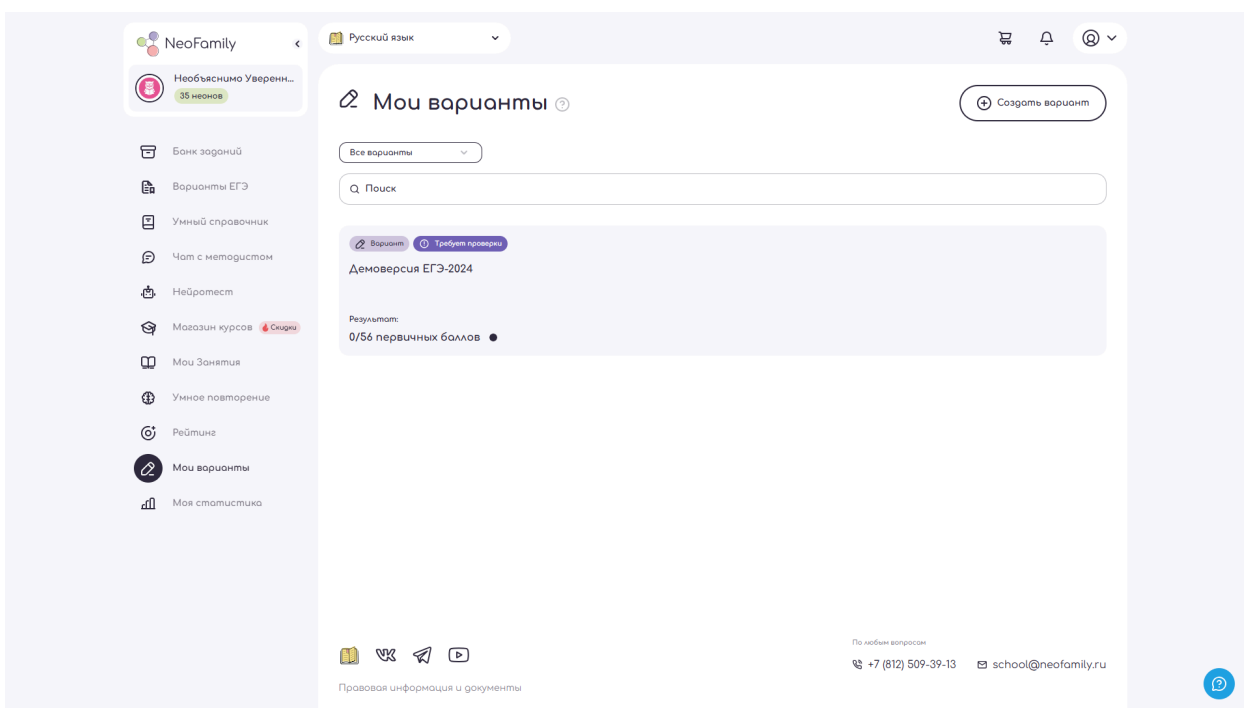 NeoFamily
Русский язык
Необъяснимо Уверенн...
35 неонов
Мои варианты
Создать вариант
Банк заданий
Варианты ЕГЭ
Умный справочник
Чат с методистом
Нейротест
Магазин курсов
Скидки
Мои Занятия
Умное повторение
Рейтинг
Мои варианты
Моя статистика
Все варианты
Поиск
Вариант
Требует проверки
Демоверсия ЕГЭ-2024
Результат:
0/56 первичных баллов
По любым вопросам
+7 (812) 509-39-13
school@neofamily.ru
Правовая информация и документы